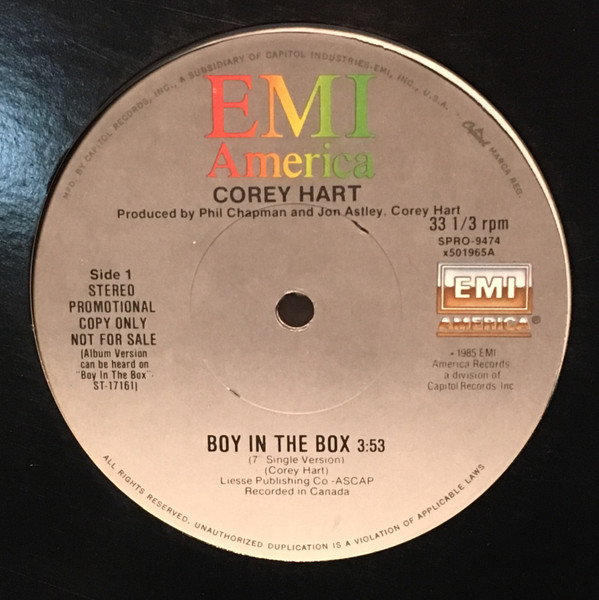 MFD. BY CAPITOL RECORDS, INC., A SUBSIDIARY OF CAPITOL INDUSTRIES-EMI, INC., U.S.A. · Capitol MARCA REG.
EMI
America
COREY HART
Produced by Phil Chapman and Jon Astley, Corey Hart
33 1/3 rpm
SPRO-9474
x501965A
Side 1
STEREO
PROMOTIONAL
COPY ONLY
NOT FOR SALE
(Album Version
can be heard on
"Boy In The Box" -
ST-17161)
EMI
AMERICA®
· 1985 EMI
America Records,
a division of
Capitol Records, Inc
BOY IN THE BOX 3:53
(7" Single Version)
(Corey Hart)
Liesse Publishing Co.-ASCAP
Recorded in Canada
ALL RIGHTS RESERVED. UNAUTHORIZED DUPLICATION IS A VIOLATION OF APPLICABLE LAWS